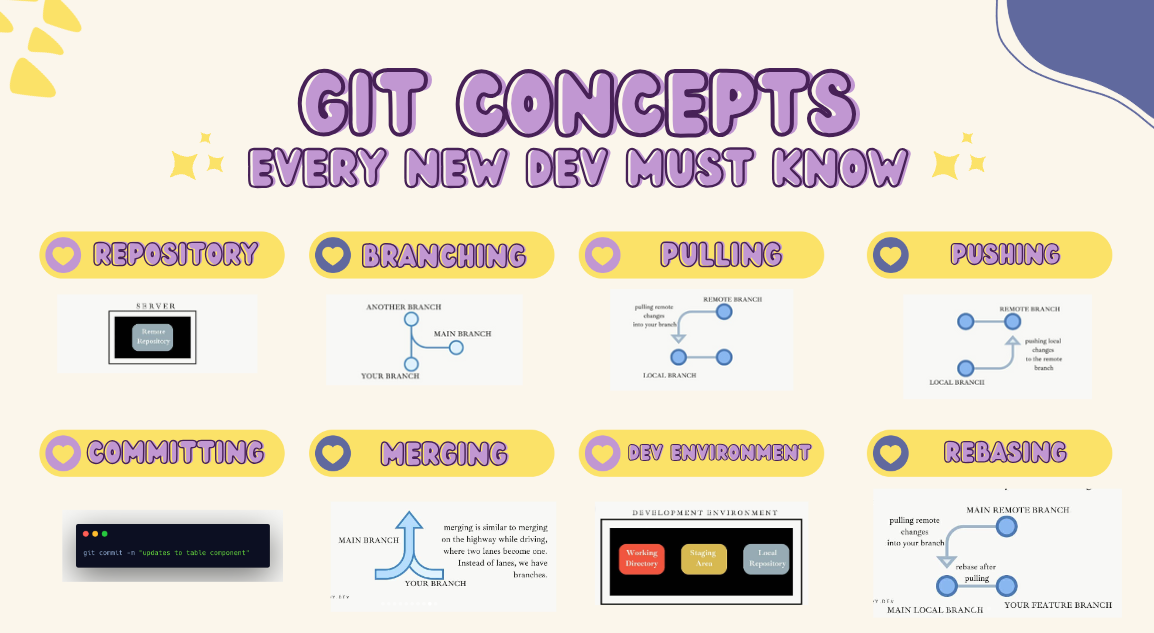 GIT CONCEPTS
EVERY NEW DEV MUST KNOW
REPOSITORY
SERVER
Remote
Repository
BRANCHING
ANOTHER BRANCH
MAIN BRANCH
YOUR BRANCH
PULLING
REMOTE BRANCH
pulling remote
changes
into your branch
LOCAL BRANCH
PUSHING
REMOTE BRANCH
pushing local
changes
to the remote
branch
LOCAL BRANCH
COMMITTING
git commit -m "updates to table component"
MERGING
MAIN BRANCH
merging is similar to merging
on the highway while driving,
where two lanes become one.
Instead of lanes, we have
branches.
YOUR BRANCH
DEV ENVIRONMENT
DEVELOPMENT ENVIRONMENT
Working
Directory
Staging
Area
Local
Repository
REBASING
MAIN REMOTE BRANCH
pulling remote
changes
into your branch
rebase after
pulling
MAIN LOCAL BRANCH
YOUR FEATURE BRANCH